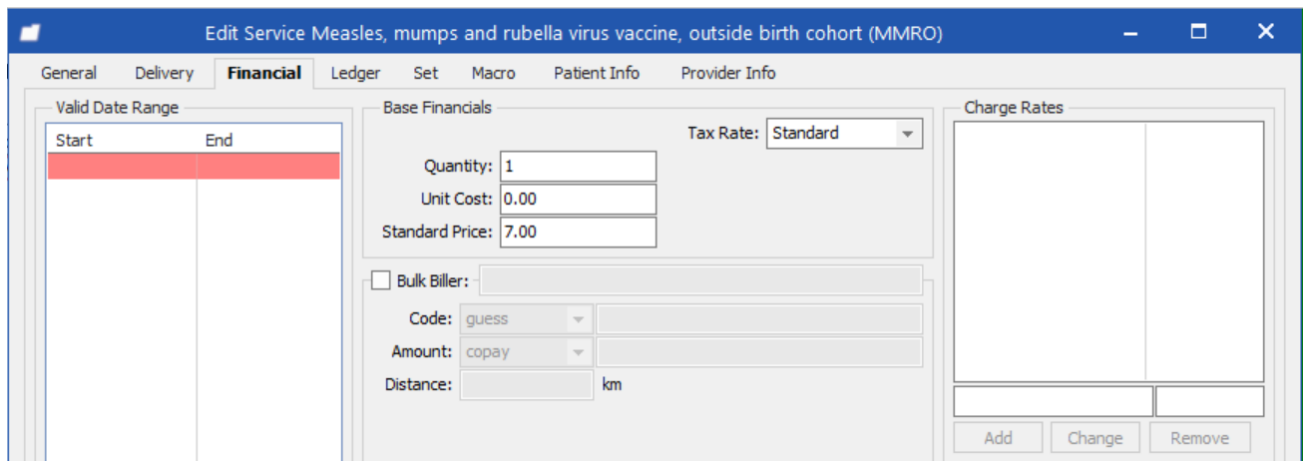 Edit Service Measles, mumps and rubella virus vaccine, outside birth cohort (MMRO)
General Delivery Financial Ledger Set Macro Patient Info Provider Info
Valid Date Range
Start End
Base Financials
Tax Rate: Standard
Quantity: 1
Unit Cost: 0.00
Standard Price: 7.00
Bulk Biller:
Code: guess
Amount: copay
Distance: km
Charge Rates
Add Change Remove